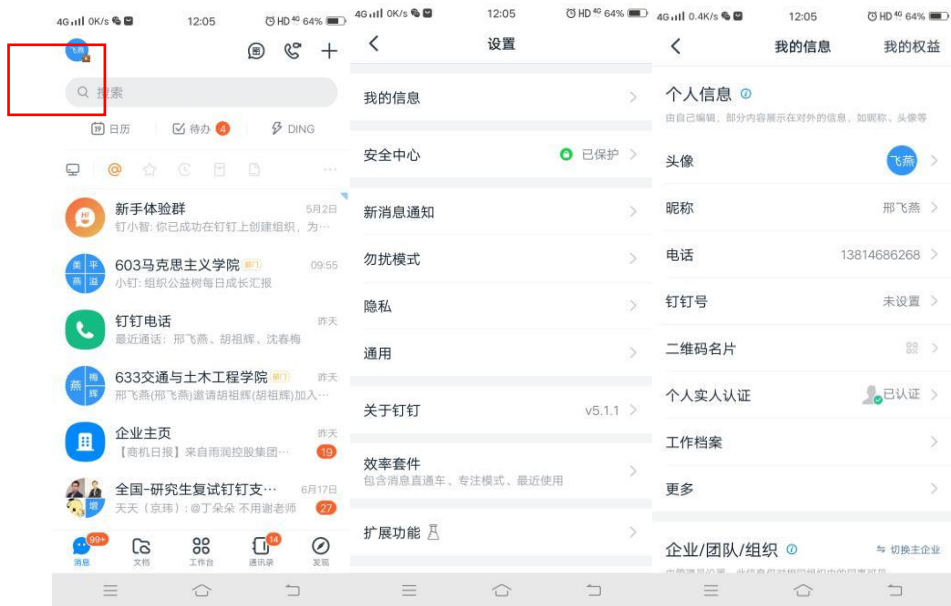 4G 0K/s
12:05
HD 4G 64%
飞燕
搜索
19 日历
待办 4
DING
@
新手体验群
5月2日
钉小智: 你已成功在钉钉上创建组织，为…
美 平
燕 溢
603马克思主义学院 部门
09:55
小钉: 组织公益树每日成长汇报
钉钉电话
昨天
最近通话: 邢飞燕、胡祖辉、沈春梅
燕 梅
辉
633交通与土木工程学院 部门
昨天
邢飞燕(邢飞燕)邀请胡祖辉(胡祖辉)加入…
企业主页
昨天
【商机日报】来自雨润控股集团…
19
全国-研究生复试钉钉支…
6月17日
天天（京玮）: @丁朵朵 不用谢老师
27
99+
14
消息
文档
工作台
通讯录
发现
4G 0K/s
12:05
HD 4G 64%
设置
我的信息
安全中心
已保护
新消息通知
勿扰模式
隐私
通用
关于钉钉
v5.1.1
效率套件
包含消息直通车、专注模式、最近使用
扩展功能
4G 0.4K/s
12:05
HD 4G 64%
我的信息
我的权益
个人信息
由自己编辑，部分内容展示在对外的信息，如昵称、头像等
头像
飞燕
昵称
邢飞燕
电话
13814686268
钉钉号
未设置
二维码名片
个人实人认证
已认证
工作档案
更多
企业/团队/组织
切换主企业